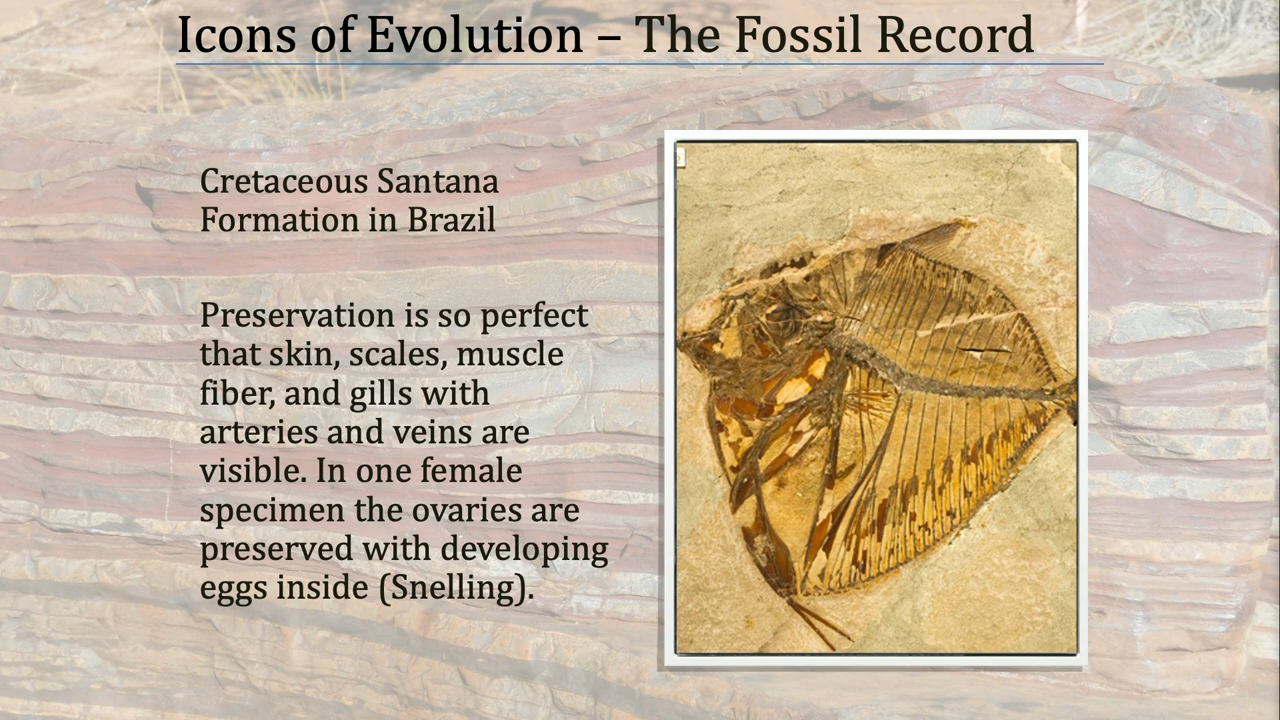 Icons of Evolution – The Fossil Record
Cretaceous Santana
Formation in Brazil
Preservation is so perfect
that skin, scales, muscle
fiber, and gills with
arteries and veins are
visible. In one female
specimen the ovaries are
preserved with developing
eggs inside (Snelling).